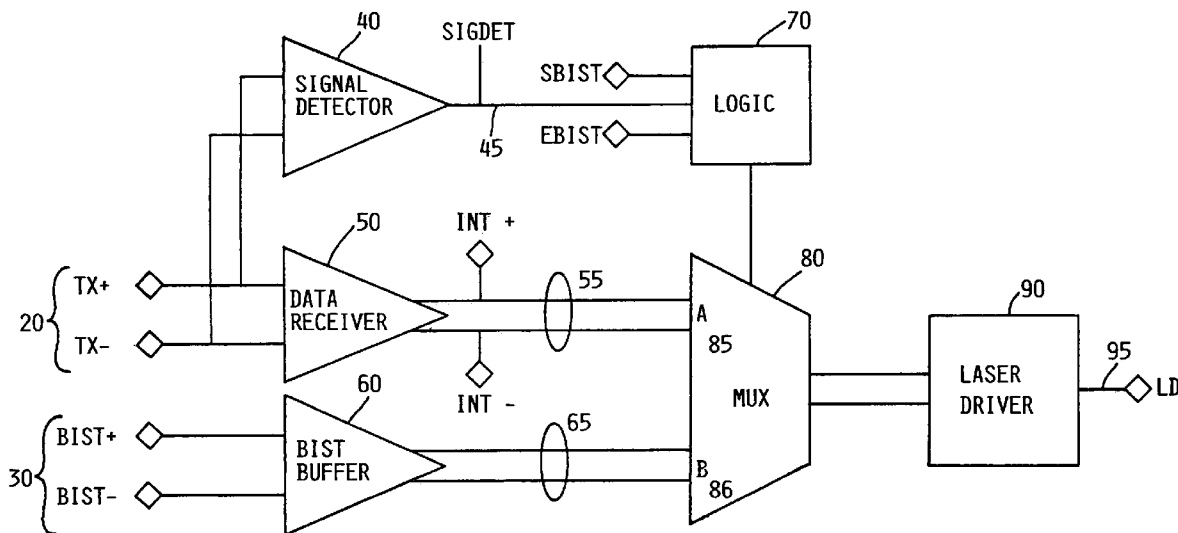 40
SIGDET
70
SIGNAL
DETECTOR
SBIST
LOGIC
45
EBIST
50
INT +
TX+
DATA
RECEIVER
55
80
90
20
TX-
A
85
INT -
MUX
LASER
DRIVER
95
LD
60
BIST+
BIST
BUFFER
65
30
BIST-
B
86